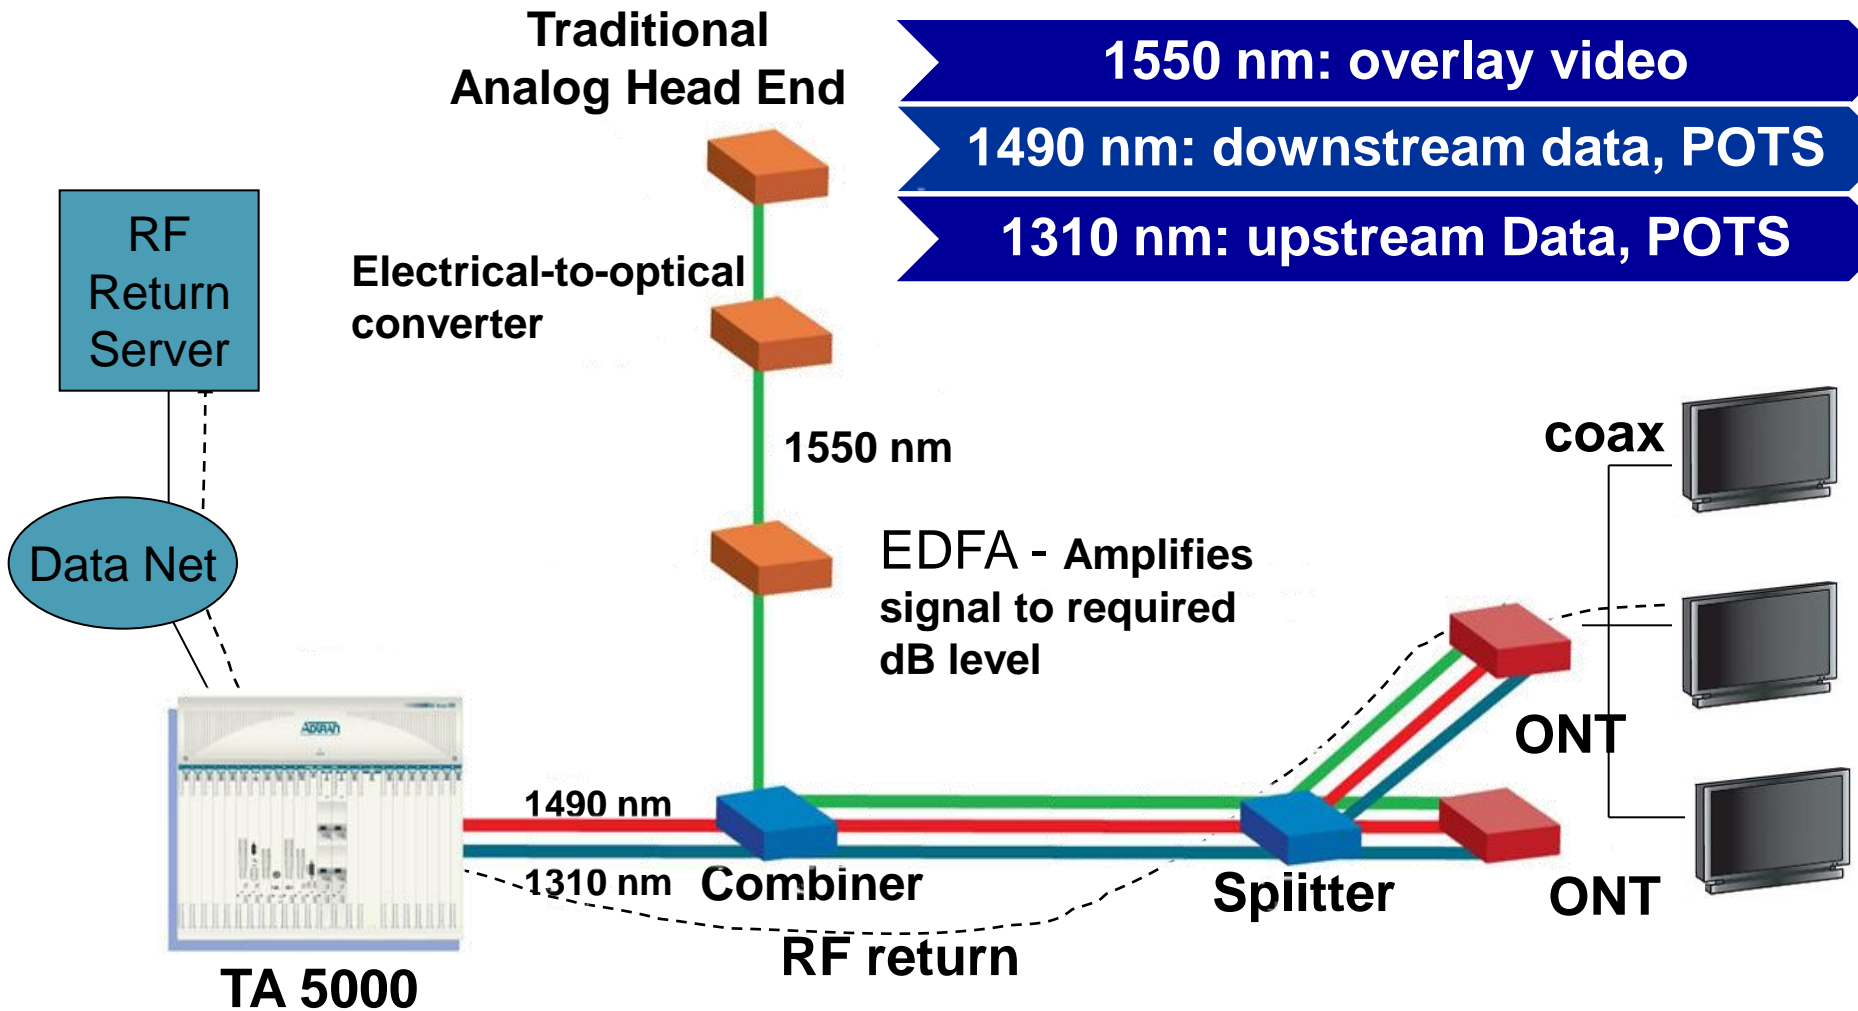 Traditional
Analog Head End
1550 nm: overlay video
1490 nm: downstream data, POTS
1310 nm: upstream Data, POTS
RF
Return
Server
Electrical-to-optical
converter
1550 nm
coax
Data Net
EDFA - Amplifies
signal to required
dB level
ADTRAN
ONT
1490 nm
1310 nm
Combiner
Splitter
ONT
RF return
TA 5000